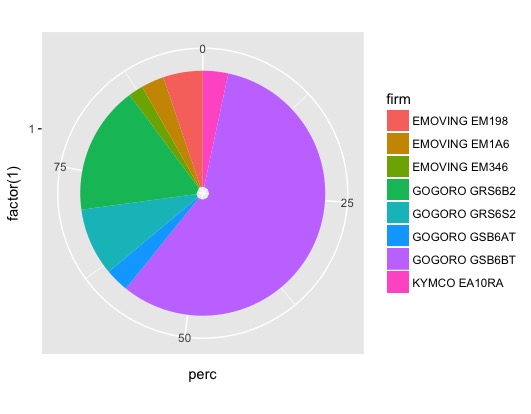 0
25
50
75
1
factor(1)
perc
firm
EMOVING EM198
EMOVING EM1A6
EMOVING EM346
GOGORO GRS6B2
GOGORO GRS6S2
GOGORO GSB6AT
GOGORO GSB6BT
KYMCO EA10RA